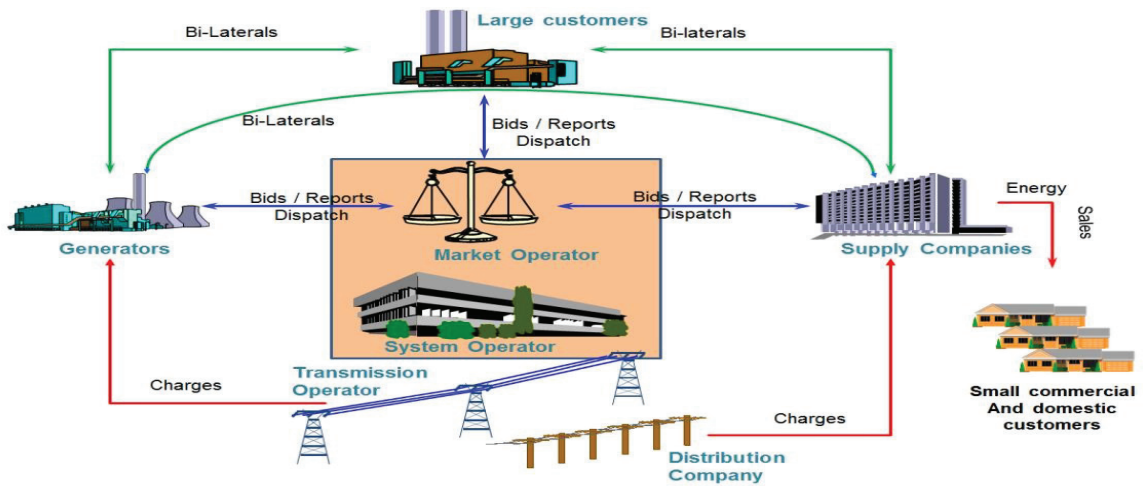 Large customers
Bi-Laterals
Bi-laterals
Bi-Laterals
Bids / Reports
Dispatch
Bids / Reports
Dispatch
Bids / Reports
Dispatch
Energy
Sales
Generators
Market Operator
Supply Companies
System Operator
Transmission
Operator
Charges
Charges
Small commercial
And domestic
customers
Distribution
Company